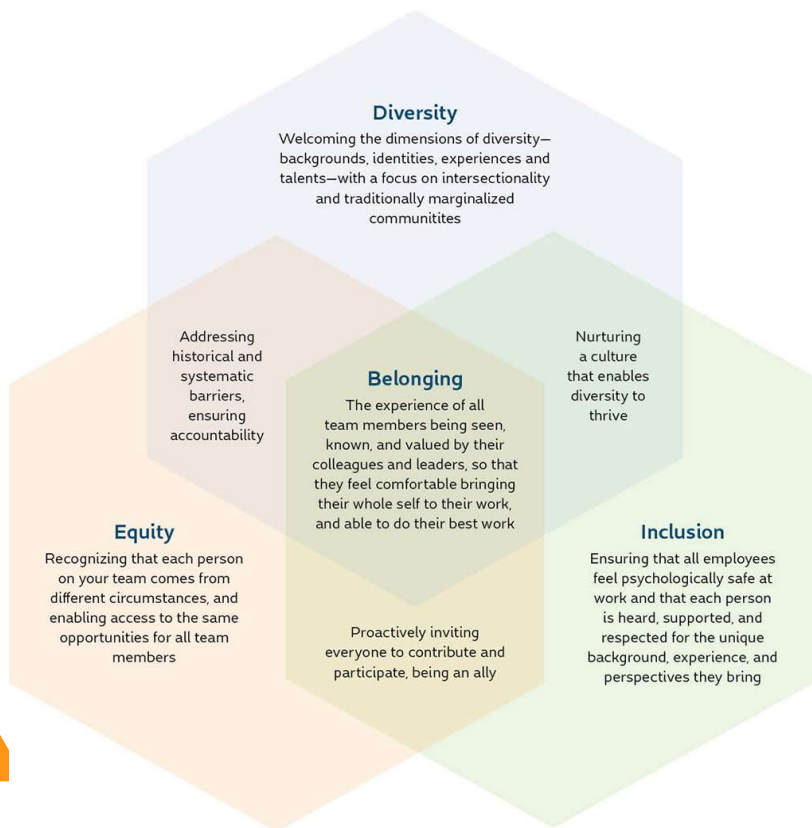 Diversity
Welcoming the dimensions of diversity—
backgrounds, identities, experiences and
talents—with a focus on intersectionality
and traditionally marginalized
communitites
Addressing
historical and
systematic
barriers,
ensuring
accountability
Nurturing
a culture
that enables
diversity to
thrive
Belonging
The experience of all
team members being seen,
known, and valued by their
colleagues and leaders, so that
they feel comfortable bringing
their whole self to their work,
and able to do their best work
Equity
Recognizing that each person
on your team comes from
different circumstances, and
enabling access to the same
opportunities for all team
members
Inclusion
Ensuring that all employees
feel psychologically safe at
work and that each person
is heard, supported, and
respected for the unique
background, experience, and
perspectives they bring
Proactively inviting
everyone to contribute and
participate, being an ally